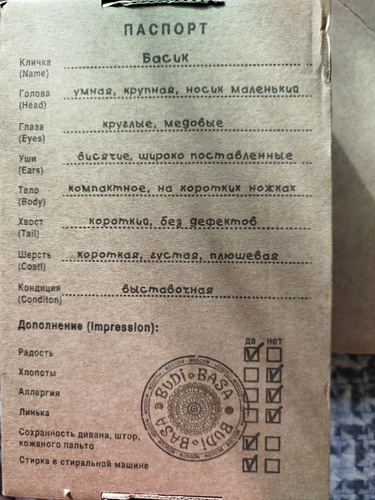 ПАСПОРТ
Кличка Басик
(Name)
Голова умная, крупная, носик маленький
(Head)
Глаза круглые, медовые
(Eyes)
Уши висячие, широко поставленные
(Ears)
Тело компактное, на коротких ножках
(Body)
Хвост короткий, без дефектов
(Tail)
Шерсть короткая, густая, плюшевая
(Coatl)
Кондиция выставочная
(Conditon)
Дополнение (Impression):
да нет
Радость
Хлопоты
Аллергия
Линька
Сохранность дивана, штор,
кожаного пальто
Стирка в стиральной машине
BUDI BASA
BUDI BASA